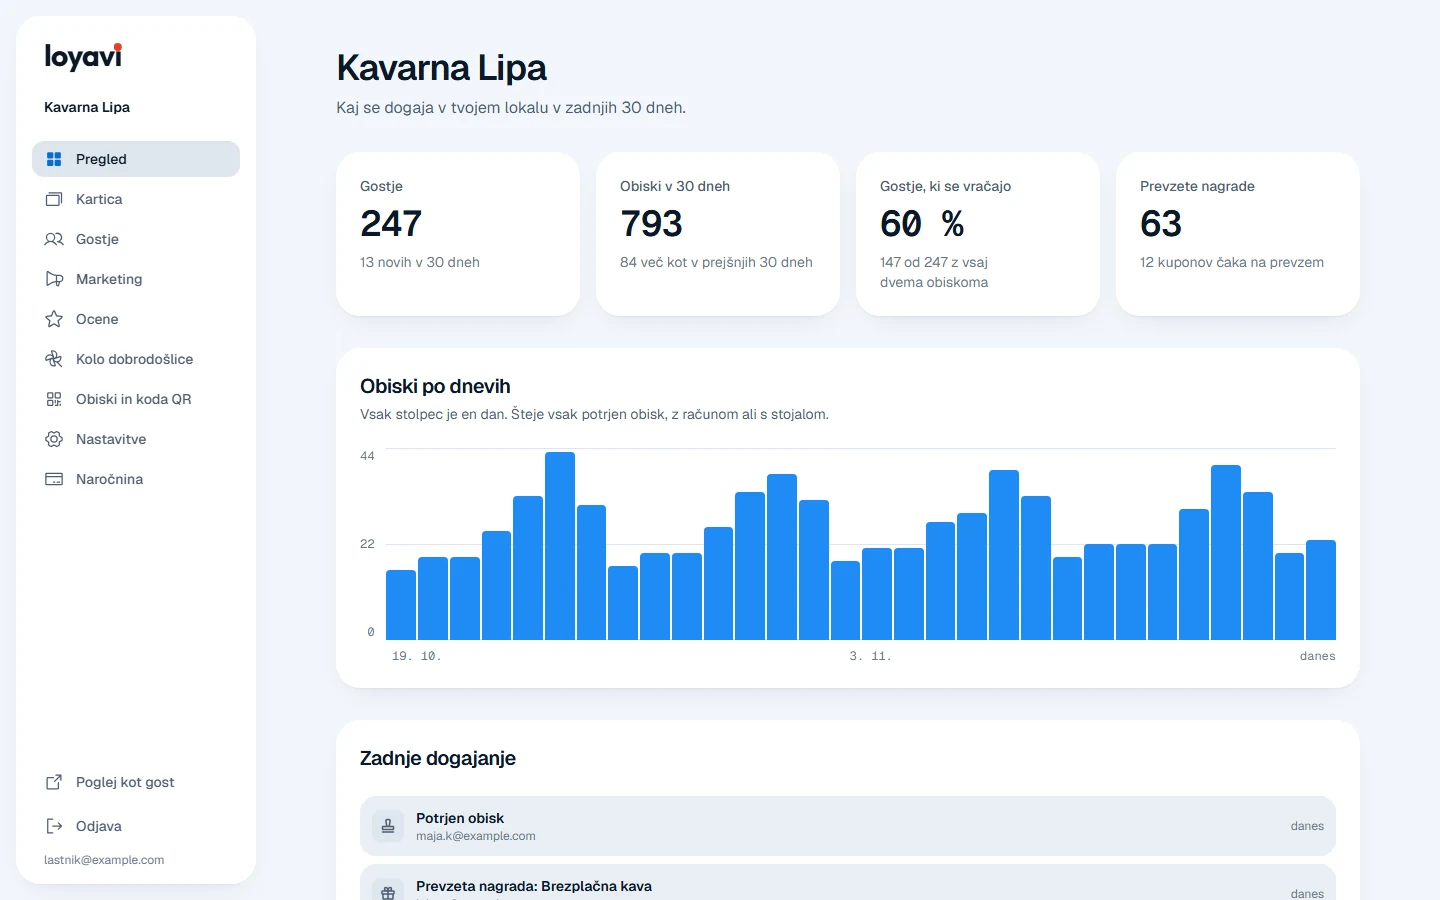 loyavi
Kavarna Lipa
Pregled
Kartica
Gostje
Marketing
Ocene
Kolo dobrodošlice
Obiski in koda QR
Nastavitve
Naročnina
Poglej kot gost
Odjava
lastnik@example.com
Kavarna Lipa
Kaj se dogaja v tvojem lokalu v zadnjih 30 dneh.
Gostje
247
13 novih v 30 dneh
Obiski v 30 dneh
793
84 več kot v prejšnjih 30 dneh
Gostje, ki se vračajo
60 %
147 od 247 z vsaj
dvema obiskoma
Prevzete nagrade
63
12 kuponov čaka na prevzem
Obiski po dnevih
Vsak stolpec je en dan. Šteje vsak potrjen obisk, z računom ali s stojalom.
44
22
0
19. 10.
3. 11.
danes
Zadnje dogajanje
Potrjen obisk
maja.k@example.com
danes
Prevzeta nagrada: Brezplačna kava
danes